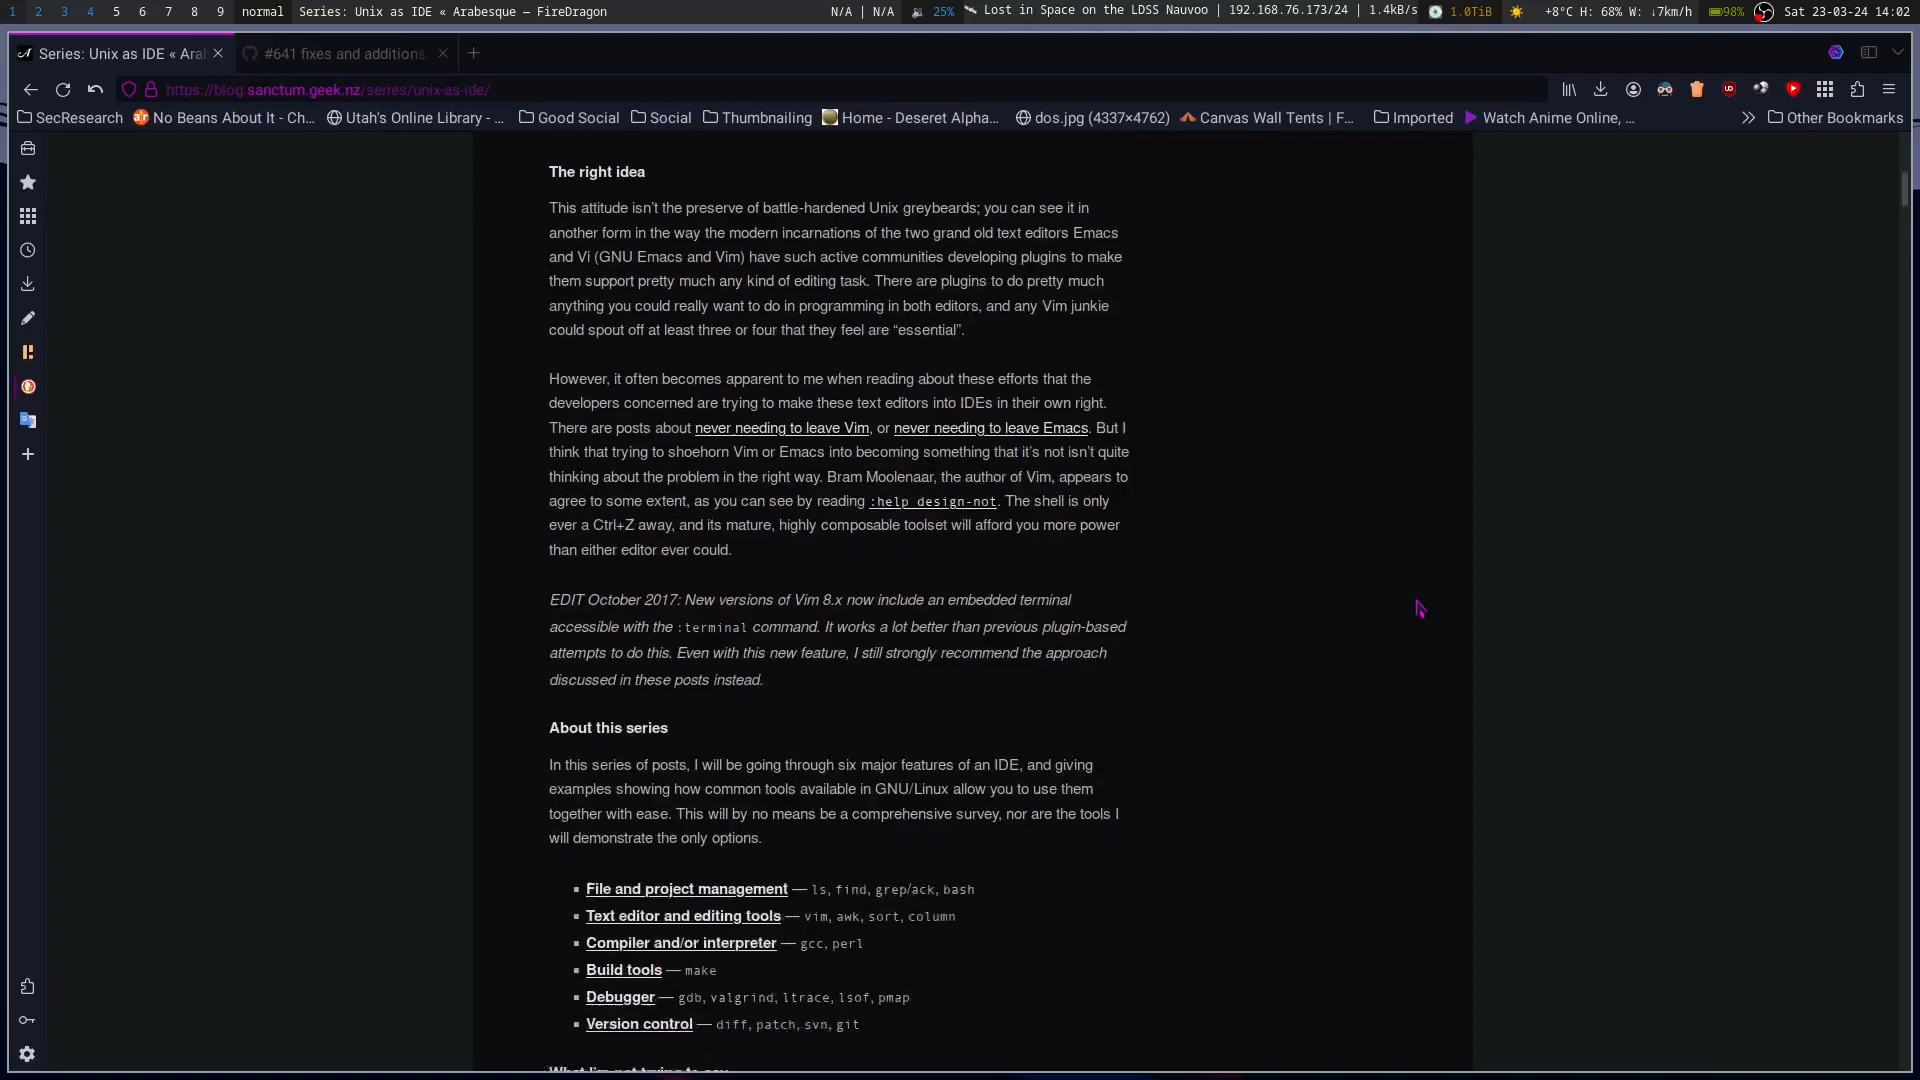 1 2 3 4 5 6 7 8 9 normal Series: Unix as IDE « Arabesque — FireDragon N/A | N/A 25% Lost in Space on the LDSS Nauvoo | 192.168.76.173/24 | 1.4kB/s 1.0TiB +8°C H: 68% W: ↓7km/h 98% Sat 23-03-24 14:02
Series: Unix as IDE « Ara #641 fixes and additions
https://blog.sanctum.geek.nz/series/unix-as-ide/
SecResearch No Beans About It - Ch... Utah's Online Library - ... Good Social Social Thumbnailing Home - Deseret Alpha... dos.jpg (4337×4762) Canvas Wall Tents | F... Imported Watch Anime Online, ... Other Bookmarks
The right idea
This attitude isn’t the preserve of battle-hardened Unix greybeards; you can see it in
another form in the way the modern incarnations of the two grand old text editors Emacs
and Vi (GNU Emacs and Vim) have such active communities developing plugins to make
them support pretty much any kind of editing task. There are plugins to do pretty much
anything you could really want to do in programming in both editors, and any Vim junkie
could spout off at least three or four that they feel are “essential”.
However, it often becomes apparent to me when reading about these efforts that the
developers concerned are trying to make these text editors into IDEs in their own right.
There are posts about never needing to leave Vim, or never needing to leave Emacs. But I
think that trying to shoehorn Vim or Emacs into becoming something that it’s not isn’t quite
thinking about the problem in the right way. Bram Moolenaar, the author of Vim, appears to
agree to some extent, as you can see by reading :help design-not. The shell is only
ever a Ctrl+Z away, and its mature, highly composable toolset will afford you more power
than either editor ever could.
EDIT October 2017: New versions of Vim 8.x now include an embedded terminal
accessible with the :terminal command. It works a lot better than previous plugin-based
attempts to do this. Even with this new feature, I still strongly recommend the approach
discussed in these posts instead.
About this series
In this series of posts, I will be going through six major features of an IDE, and giving
examples showing how common tools available in GNU/Linux allow you to use them
together with ease. This will by no means be a comprehensive survey, nor are the tools I
will demonstrate the only options.
▪ File and project management — ls, find, grep/ack, bash
▪ Text editor and editing tools — vim, awk, sort, column
▪ Compiler and/or interpreter — gcc, perl
▪ Build tools — make
▪ Debugger — gdb, valgrind, ltrace, lsof, pmap
▪ Version control — diff, patch, svn, git
What I'm not trying to say